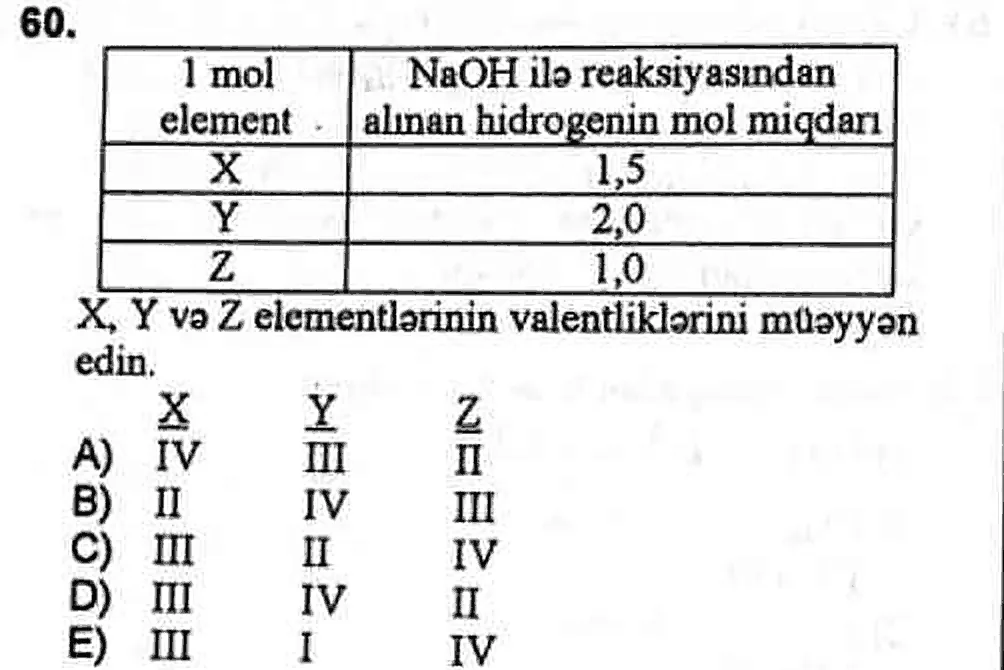 60.
1 mol element | NaOH ilə reaksiyasından alınan hidrogenin mol miqdarı
X | 1,5
Y | 2,0
Z | 1,0
X, Y və Z elementlərinin valentliklərini müəyyən
edin.
X Y Z
A) IV III II
B) II IV III
C) III II IV
D) III IV II
E) III I IV